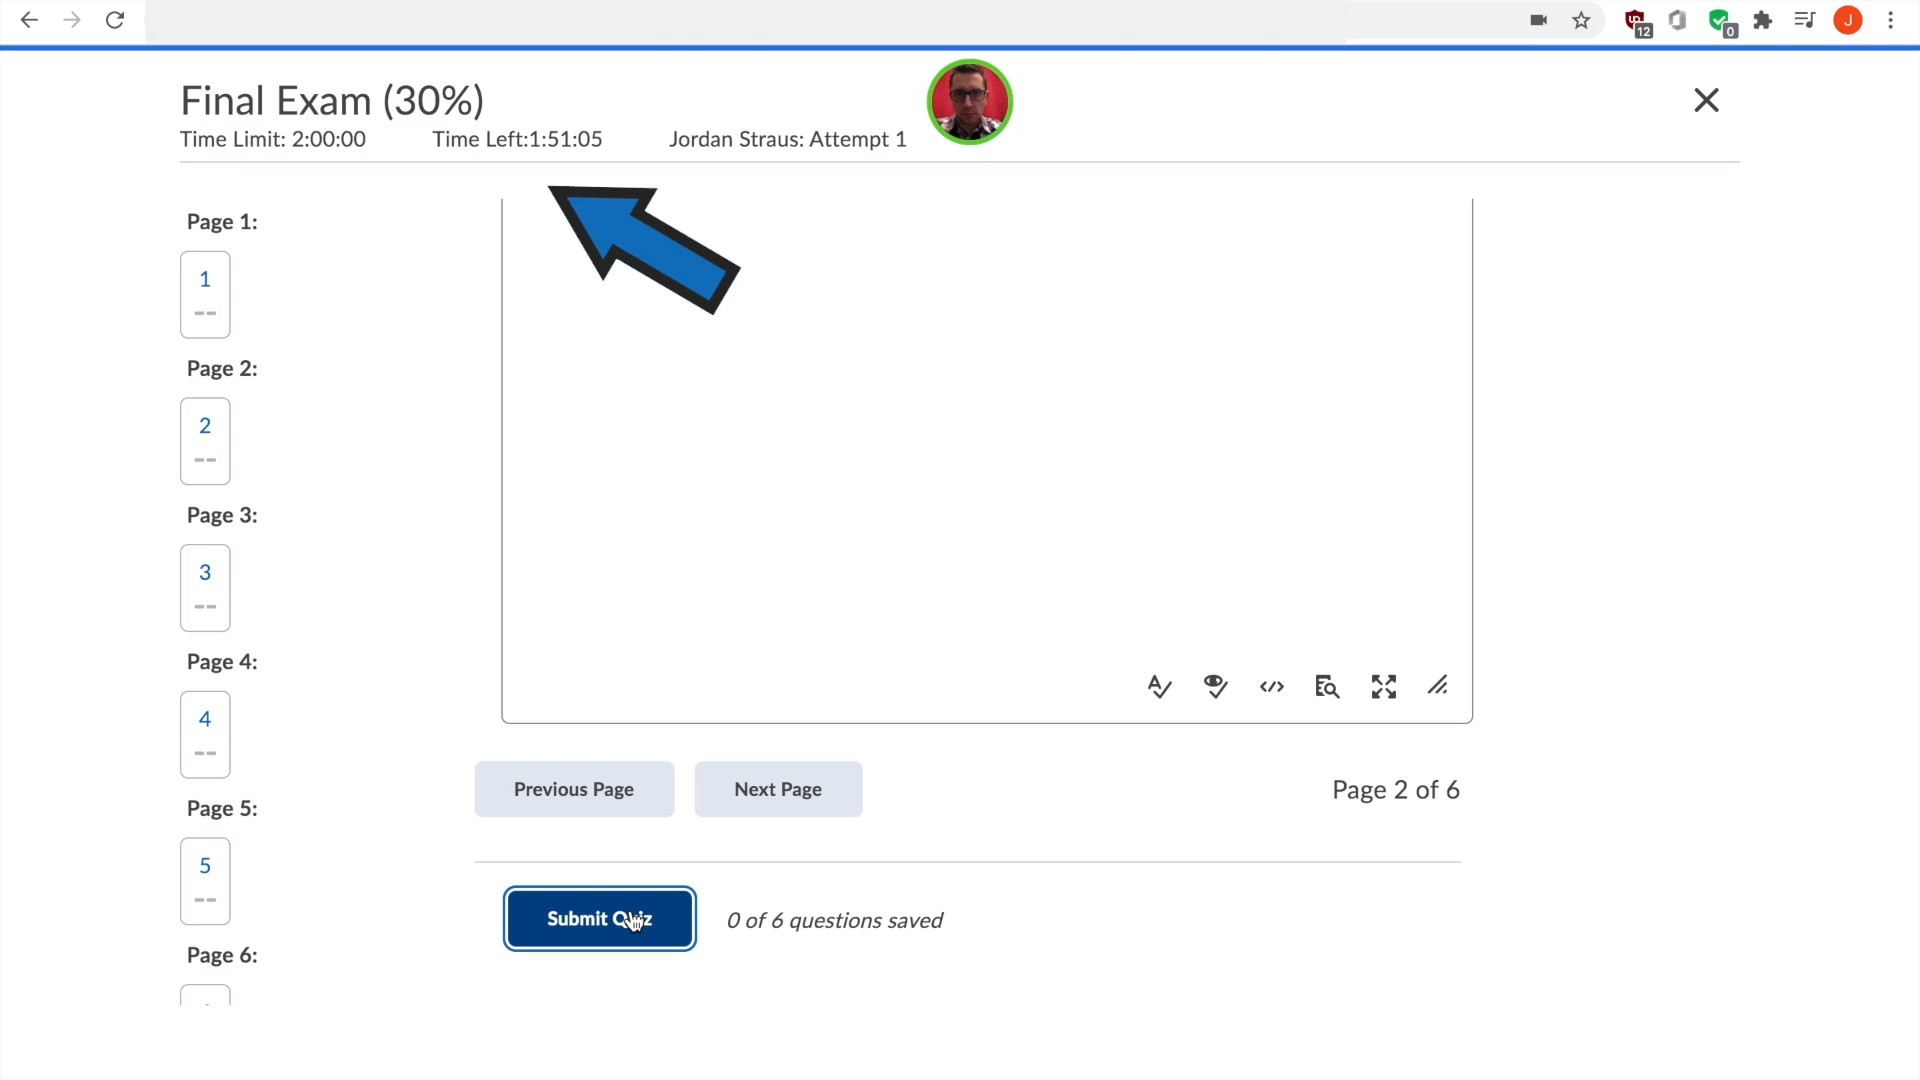 12
0
J
Final Exam (30%)
Time Limit: 2:00:00 Time Left:1:51:05 Jordan Straus: Attempt 1
Page 1:
1
--
Page 2:
2
--
Page 3:
3
--
Page 4:
4
--
Page 5:
5
--
Page 6:
Previous Page Next Page Page 2 of 6
Submit Quiz 0 of 6 questions saved